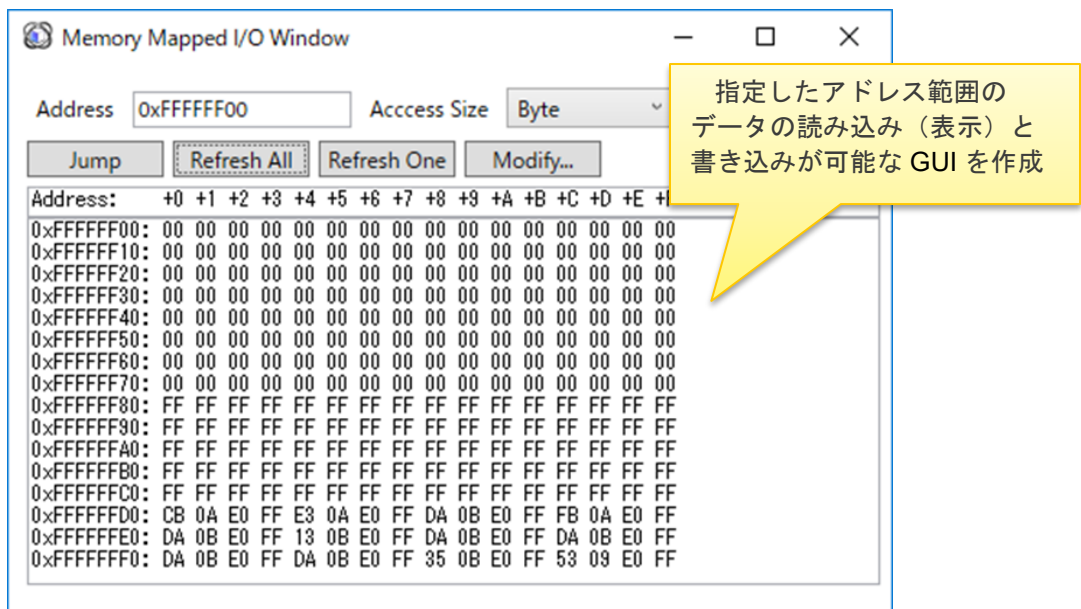 Memory Mapped I/O Window
Address 0xFFFFFF00 Acccess Size Byte
Jump Refresh All Refresh One Modify...
指定したアドレス範囲の
データの読み込み（表示）と
書き込みが可能な GUI を作成
Address: +0 +1 +2 +3 +4 +5 +6 +7 +8 +9 +A +B +C +D +E
0xFFFFFF00: 00 00 00 00 00 00 00 00 00 00 00 00 00 00 00 00
0xFFFFFF10: 00 00 00 00 00 00 00 00 00 00 00 00 00 00 00 00
0xFFFFFF20: 00 00 00 00 00 00 00 00 00 00 00 00 00 00 00 00
0xFFFFFF30: 00 00 00 00 00 00 00 00 00 00 00 00 00 00 00 00
0xFFFFFF40: 00 00 00 00 00 00 00 00 00 00 00 00 00 00 00 00
0xFFFFFF50: 00 00 00 00 00 00 00 00 00 00 00 00 00 00 00 00
0xFFFFFF60: 00 00 00 00 00 00 00 00 00 00 00 00 00 00 00 00
0xFFFFFF70: 00 00 00 00 00 00 00 00 00 00 00 00 00 00 00 00
0xFFFFFF80: FF FF FF FF FF FF FF FF FF FF FF FF FF FF FF FF
0xFFFFFF90: FF FF FF FF FF FF FF FF FF FF FF FF FF FF FF FF
0xFFFFFFA0: FF FF FF FF FF FF FF FF FF FF FF FF FF FF FF FF
0xFFFFFFB0: FF FF FF FF FF FF FF FF FF FF FF FF FF FF FF FF
0xFFFFFFC0: FF FF FF FF FF FF FF FF FF FF FF FF FF FF FF FF
0xFFFFFFD0: CB 0A E0 FF E3 0A E0 FF DA 0B E0 FF FB 0A E0 FF
0xFFFFFFE0: DA 0B E0 FF 13 0B E0 FF DA 0B E0 FF DA 0B E0 FF
0xFFFFFFF0: DA 0B E0 FF DA 0B E0 FF 35 0B E0 FF 53 09 E0 FF